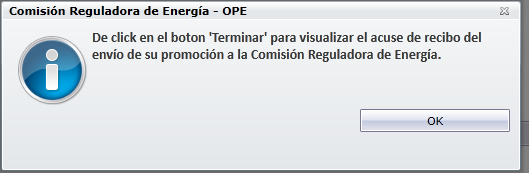 Comisión Reguladora de Energía - OPE
De click en el boton 'Terminar' para visualizar el acuse de recibo del
envío de su promoción a la Comisión Reguladora de Energía.
OK